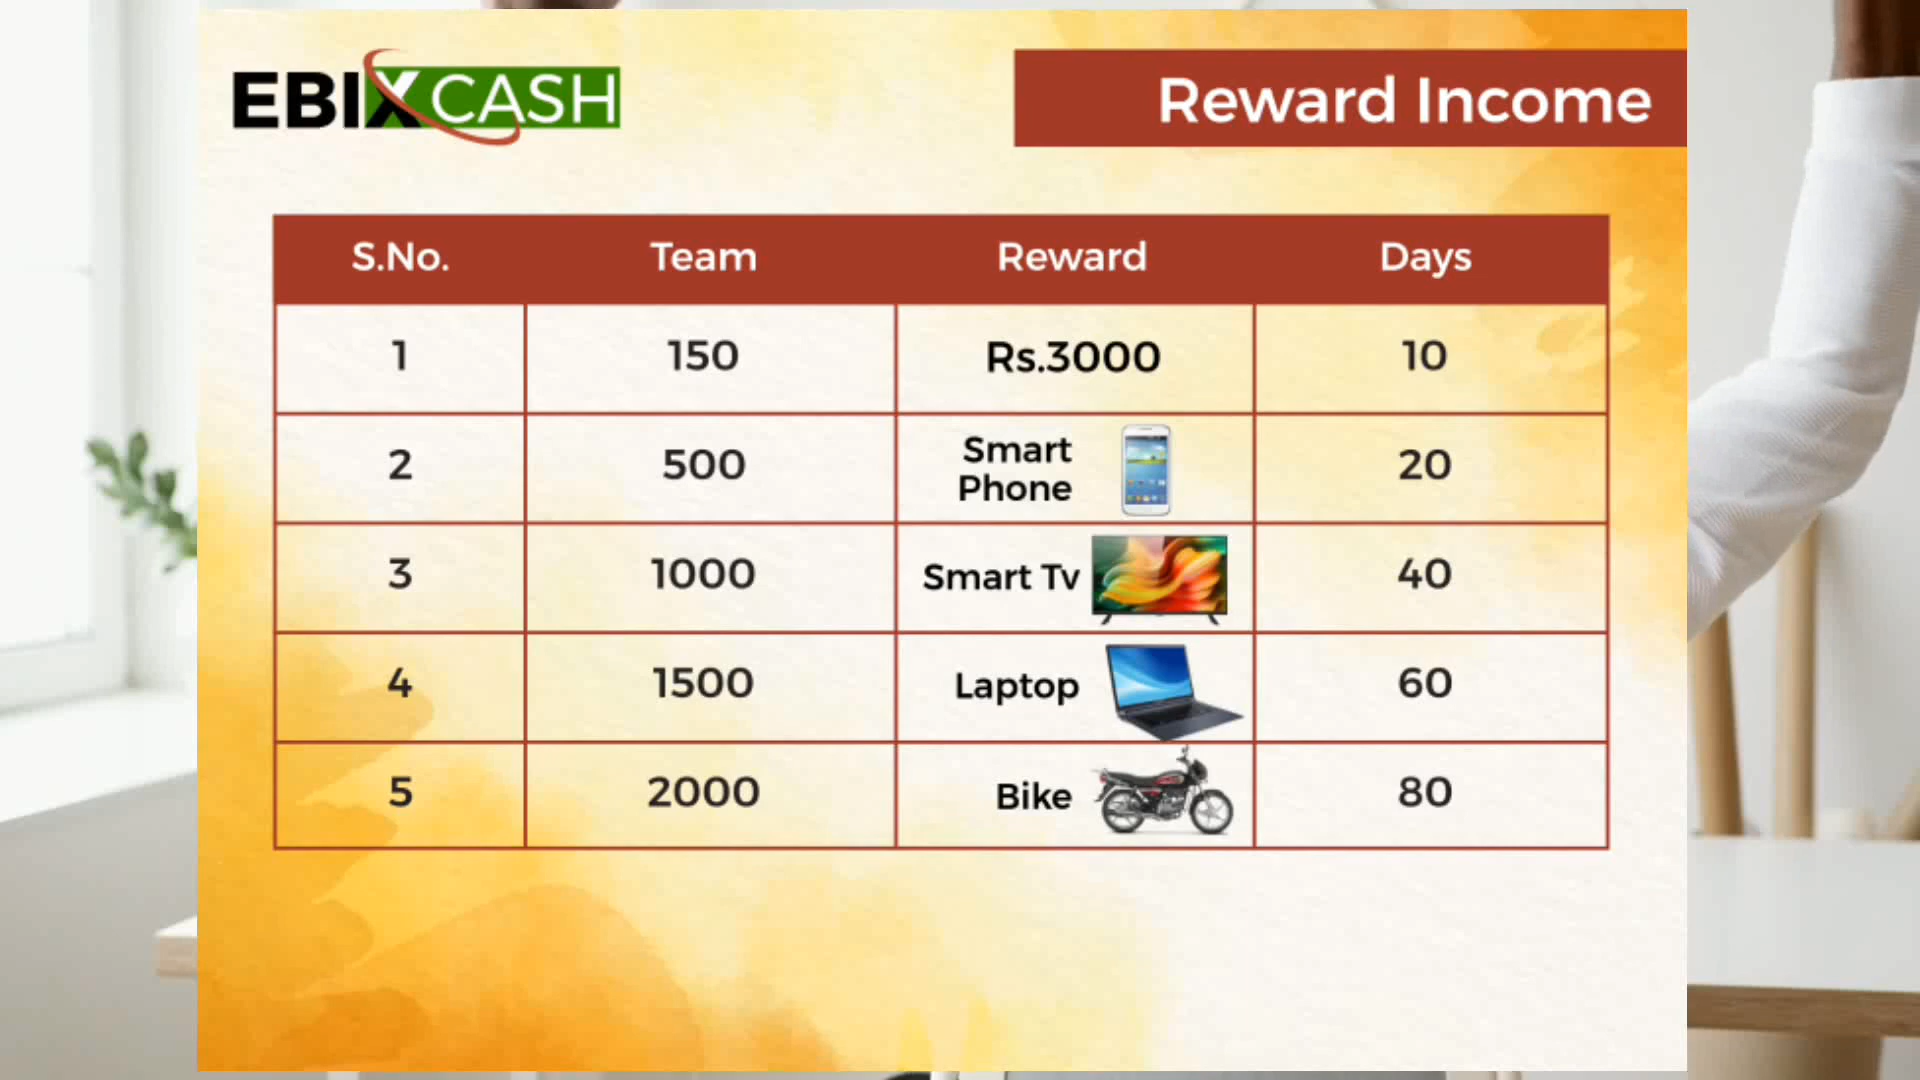 EBIXCASH
Reward Income
S.No. Team Reward Days
1 150 Rs.3000 10
2 500 Smart Phone 20
3 1000 Smart Tv 40
4 1500 Laptop 60
5 2000 Bike 80